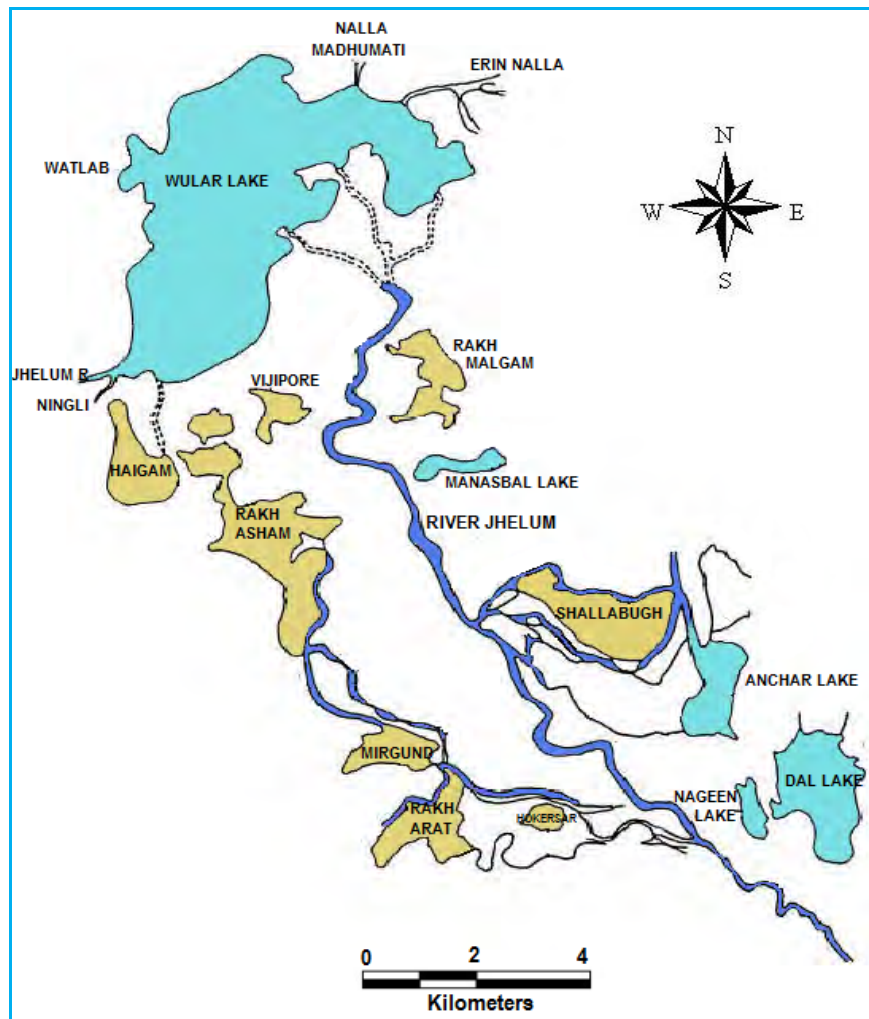 NALLA
MADHUMATI
ERIN NALLA
N
WATLAB
WULAR LAKE
W
E
S
RAKH
MALGAM
JHELUM R
VIJIPORE
NINGLI
HAIGAM
MANASBAL LAKE
RAKH
ASHAM
RIVER JHELUM
SHALLABUGH
ANCHAR LAKE
MIRGUND
DAL LAKE
NAGEEN
LAKE
RAKH
ARAT
HOKERSAR
0 2 4
Kilometers